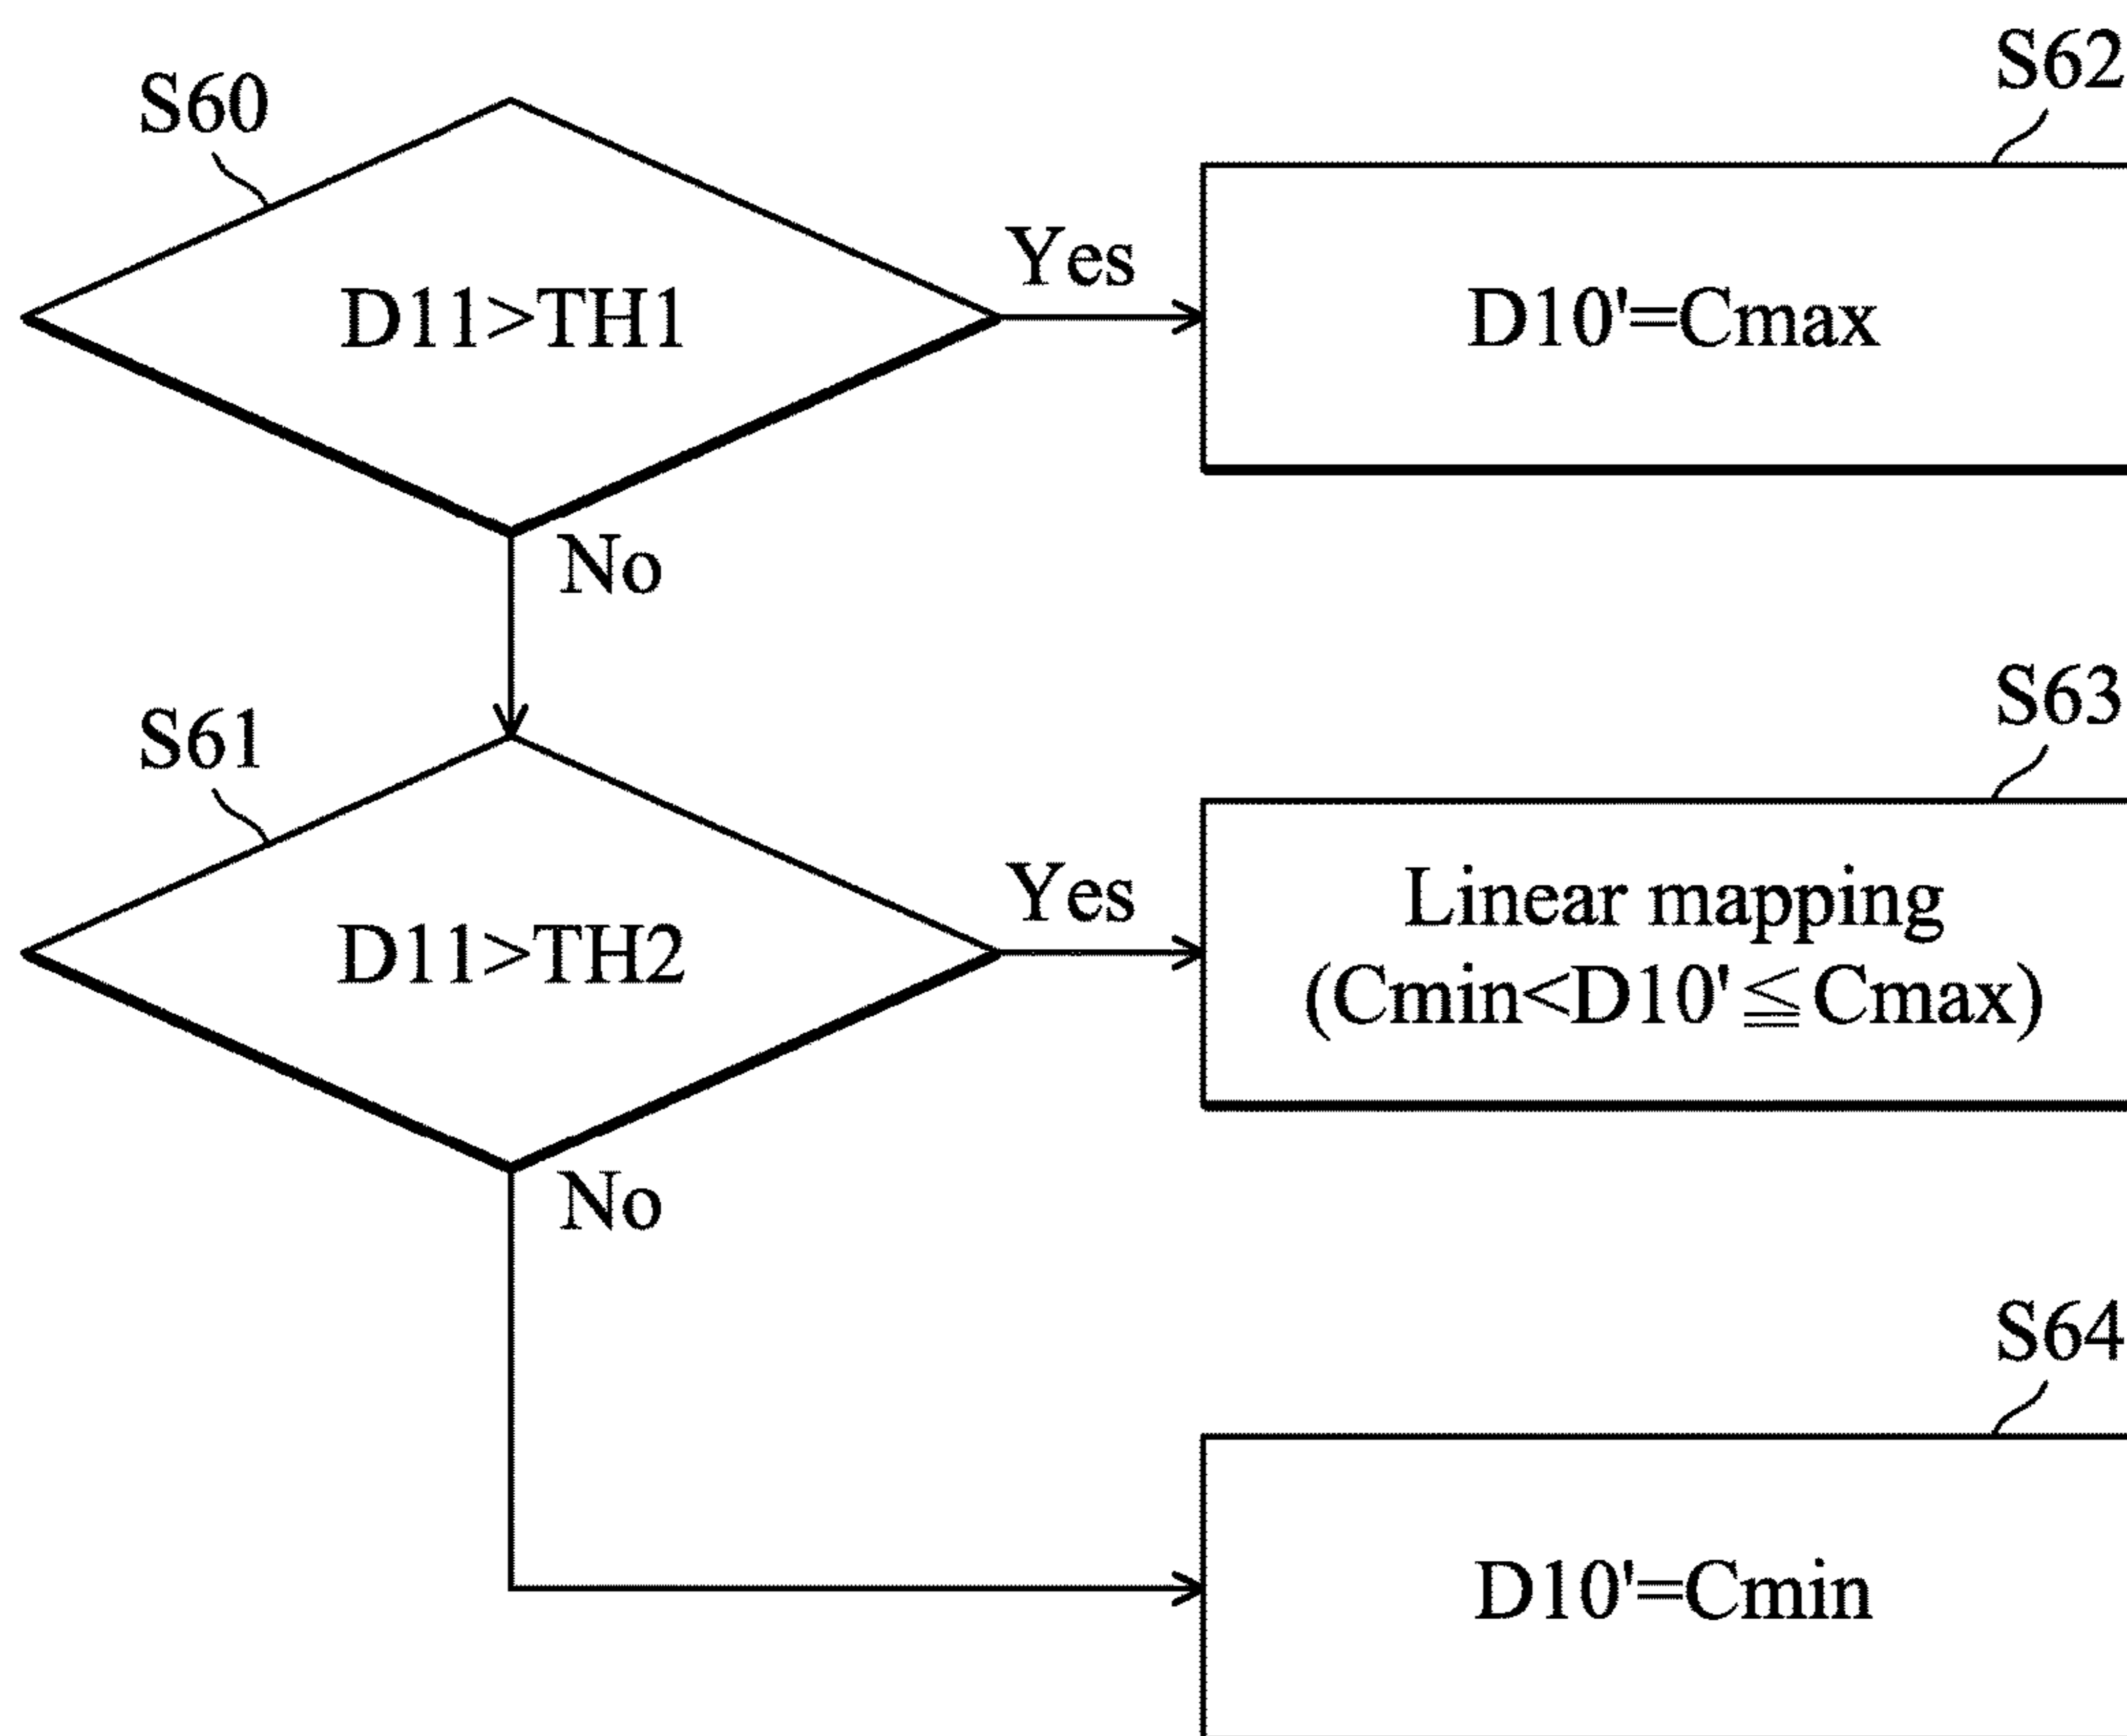 S60
S62
D11>TH1
Yes
D10'=Cmax
No
S61
S63
D11>TH2
Yes
Linear mapping
(Cmin<D10'≦Cmax)
No
S64
D10'=Cmin